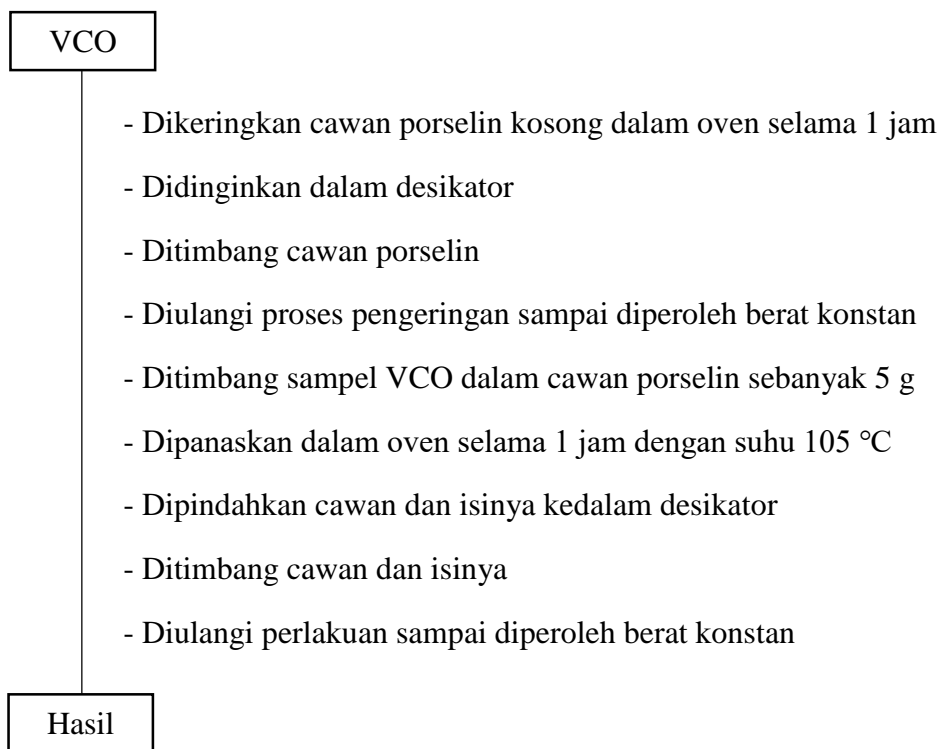 VCO
- Dikeringkan cawan porselin kosong dalam oven selama 1 jam
- Didinginkan dalam desikator
- Ditimbang cawan porselin
- Diulangi proses pengeringan sampai diperoleh berat konstan
- Ditimbang sampel VCO dalam cawan porselin sebanyak 5 g
- Dipanaskan dalam oven selama 1 jam dengan suhu 105 ℃
- Dipindahkan cawan dan isinya kedalam desikator
- Ditimbang cawan dan isinya
- Diulangi perlakuan sampai diperoleh berat konstan
Hasil